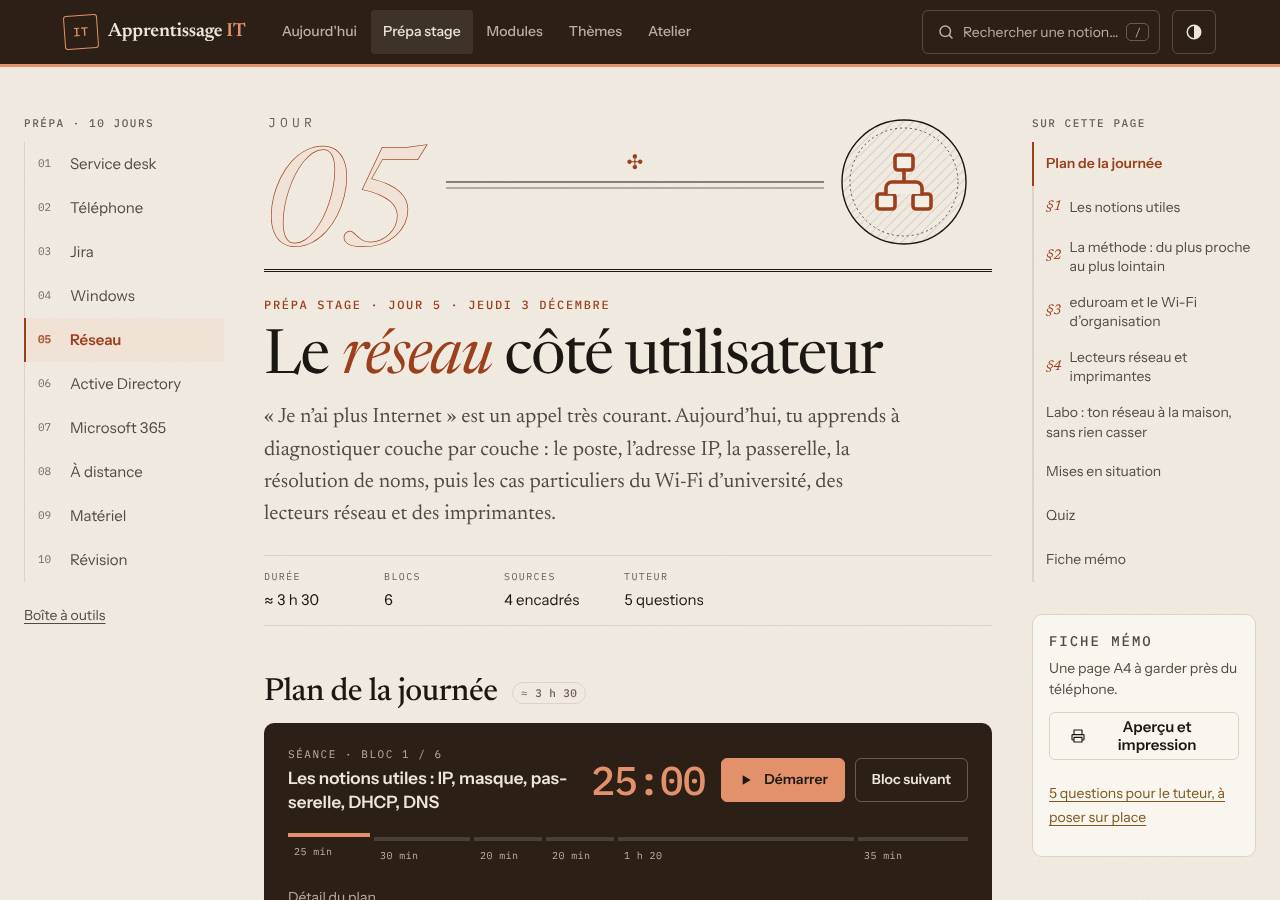 IT
Apprentissage IT
Aujourd'hui
Prépa stage
Modules
Thèmes
Atelier
Rechercher une notion…
/
PRÉPA · 10 JOURS
01 Service desk
02 Téléphone
03 Jira
04 Windows
05 Réseau
06 Active Directory
07 Microsoft 365
08 À distance
09 Matériel
10 Révision
Boîte à outils
JOUR
05
PRÉPA STAGE · JOUR 5 · JEUDI 3 DÉCEMBRE
Le réseau côté utilisateur
« Je n’ai plus Internet » est un appel très courant. Aujourd’hui, tu apprends à
diagnostiquer couche par couche : le poste, l’adresse IP, la passerelle, la
résolution de noms, puis les cas particuliers du Wi-Fi d’université, des
lecteurs réseau et des imprimantes.
DURÉE
≈ 3 h 30
BLOCS
6
SOURCES
4 encadrés
TUTEUR
5 questions
Plan de la journée
≈ 3 h 30
SÉANCE · BLOC 1 / 6
Les notions utiles : IP, masque, pas-
serelle, DHCP, DNS
25:00
Démarrer
Bloc suivant
25 min
30 min
20 min
20 min
1 h 20
35 min
Détail du plan
SUR CETTE PAGE
Plan de la journée
§1 Les notions utiles
§2 La méthode : du plus proche
au plus lointain
§3 eduroam et le Wi-Fi
d’organisation
§4 Lecteurs réseau et
imprimantes
Labo : ton réseau à la maison,
sans rien casser
Mises en situation
Quiz
Fiche mémo
FICHE MÉMO
Une page A4 à garder près du
téléphone.
Aperçu et
impression
5 questions pour le tuteur, à
poser sur place